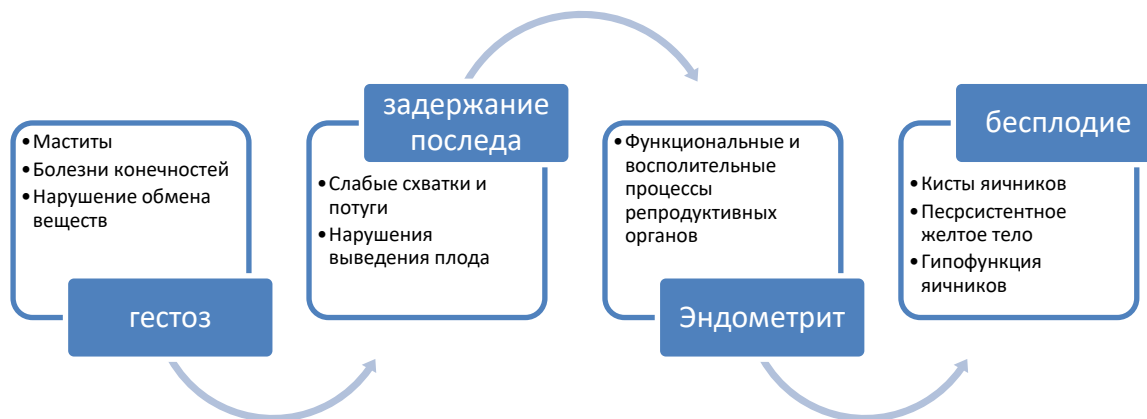 • Маститы
• Болезни конечностей
• Нарушение обмена
веществ
гестоз
задержание
последа
• Слабые схватки и
потуги
• Нарушения
выведения плода
• Функциональные и
восполительные
процессы
репродуктивных
органов
Эндометрит
бесплодие
• Кисты яичников
• Песрсистентное
желтое тело
• Гипофункция
яичников